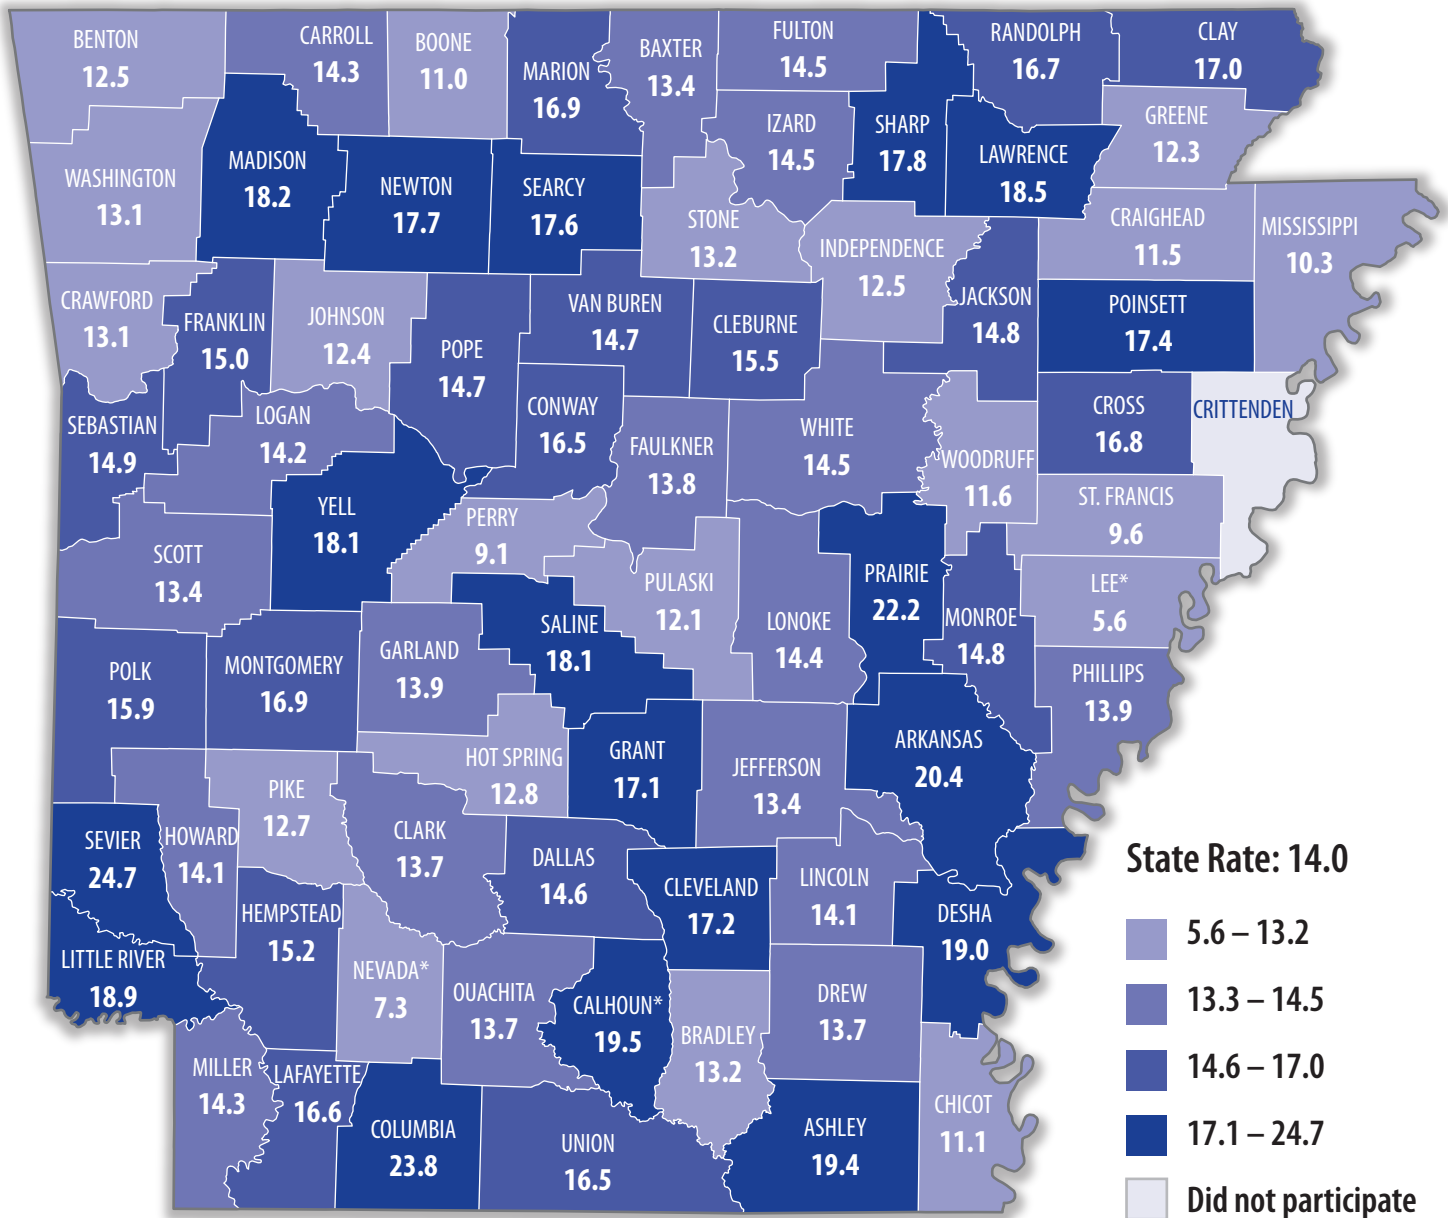 BENTON
12.5
CARROLL
14.3
BOONE
11.0
MARION
16.9
BAXTER
13.4
FULTON
14.5
RANDOLPH
16.7
CLAY
17.0
GREENE
12.3
IZARD
14.5
SHARP
17.8
LAWRENCE
18.5
MADISON
18.2
WASHINGTON
13.1
NEWTON
17.7
SEARCY
17.6
STONE
13.2
INDEPENDENCE
12.5
CRAIGHEAD
11.5
MISSISSIPPI
10.3
CRAWFORD
13.1
FRANKLIN
15.0
JOHNSON
12.4
POPE
14.7
VAN BUREN
14.7
CLEBURNE
15.5
JACKSON
14.8
POINSETT
17.4
SEBASTIAN
14.9
LOGAN
14.2
CONWAY
16.5
FAULKNER
13.8
WHITE
14.5
WOODRUFF
11.6
CROSS
16.8
CRITTENDEN
YELL
18.1
PERRY
9.1
ST. FRANCIS
9.6
SCOTT
13.4
SALINE
18.1
PULASKI
12.1
LONOKE
14.4
PRAIRIE
22.2
MONROE
14.8
LEE*
5.6
POLK
15.9
MONTGOMERY
16.9
GARLAND
13.9
PHILLIPS
13.9
HOT SPRING
12.8
GRANT
17.1
JEFFERSON
13.4
ARKANSAS
20.4
SEVIER
24.7
HOWARD
14.1
PIKE
12.7
CLARK
13.7
DALLAS
14.6
CLEVELAND
17.2
LINCOLN
14.1
DESHA
19.0
LITTLE RIVER
18.9
HEMPSTEAD
15.2
NEVADA*
7.3
OUACHITA
13.7
CALHOUN*
19.5
BRADLEY
13.2
DREW
13.7
MILLER
14.3
LAFAYETTE
16.6
COLUMBIA
23.8
UNION
16.5
ASHLEY
19.4
CHICOT
11.1
State Rate: 14.0
5.6 – 13.2
13.3 – 14.5
14.6 – 17.0
17.1 – 24.7
Did not participate